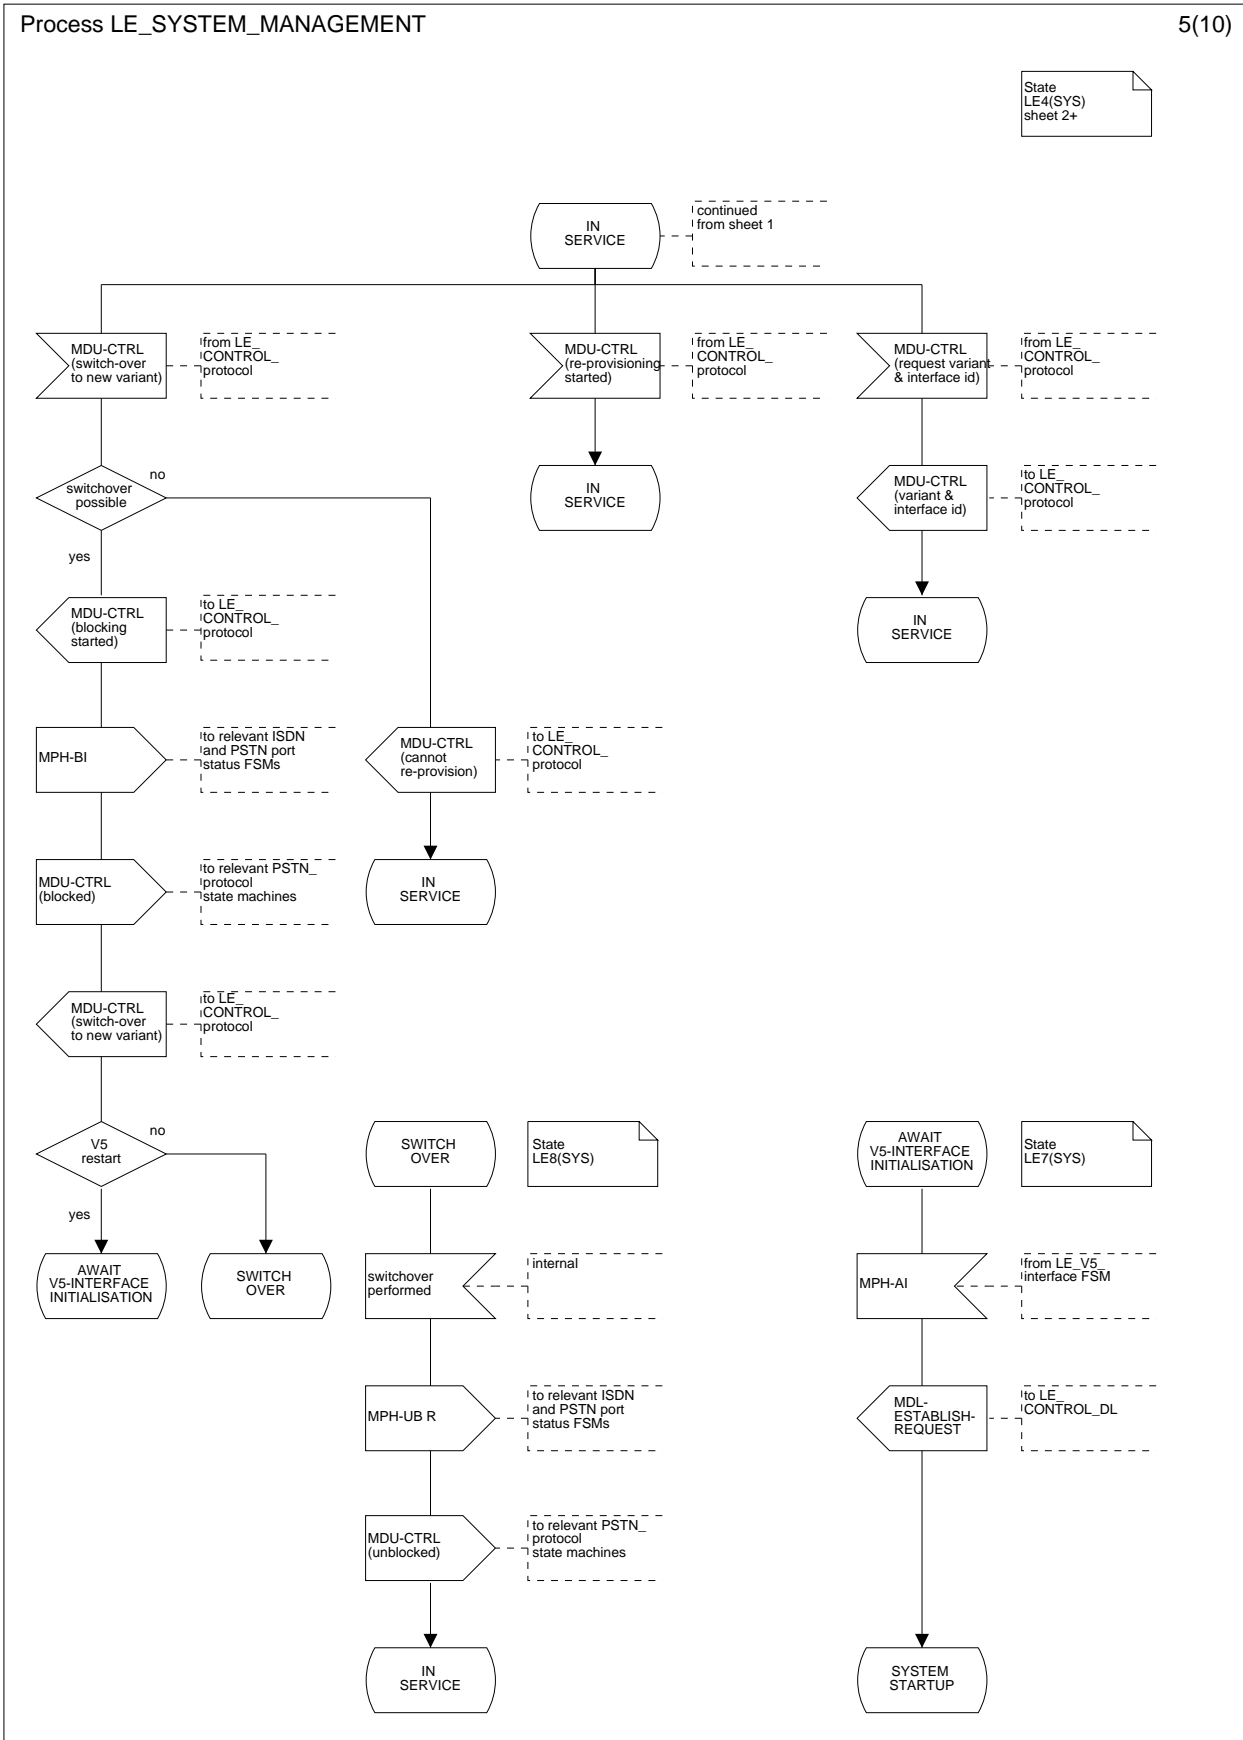 Process LE_SYSTEM_MANAGEMENT
5(10)
State
LE4(SYS)
sheet 2+
IN
SERVICE
continued
from sheet 1
MDU-CTRL
(switch-over
to new variant)
from LE_
CONTROL_
protocol
MDU-CTRL
(re-provisioning
started)
from LE_
CONTROL_
protocol
MDU-CTRL
(request variant
& interface id)
from LE_
CONTROL_
protocol
switchover
possible
no
yes
IN
SERVICE
MDU-CTRL
(variant &
interface id)
to LE_
CONTROL_
protocol
MDU-CTRL
(blocking
started)
to LE_
CONTROL_
protocol
IN
SERVICE
MPH-BI
to relevant ISDN
and PSTN port
status FSMs
MDU-CTRL
(cannot
re-provision)
to LE_
CONTROL_
protocol
MDU-CTRL
(blocked)
to relevant PSTN_
protocol
state machines
IN
SERVICE
MDU-CTRL
(switch-over
to new variant)
to LE_
CONTROL_
protocol
V5
restart
no
yes
SWITCH
OVER
State
LE8(SYS)
AWAIT
V5-INTERFACE
INITIALISATION
State
LE7(SYS)
AWAIT
V5-INTERFACE
INITIALISATION
SWITCH
OVER
switchover
performed
internal
MPH-AI
from LE_V5_
interface FSM
MPH-UB R
to relevant ISDN
and PSTN port
status FSMs
MDL-
ESTABLISH-
REQUEST
to LE_
CONTROL_DL
MDU-CTRL
(unblocked)
to relevant PSTN_
protocol
state machines
IN
SERVICE
SYSTEM
STARTUP